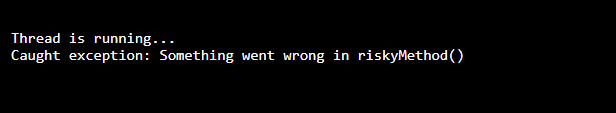 Thread is running...
Caught exception: Something went wrong in riskyMethod()